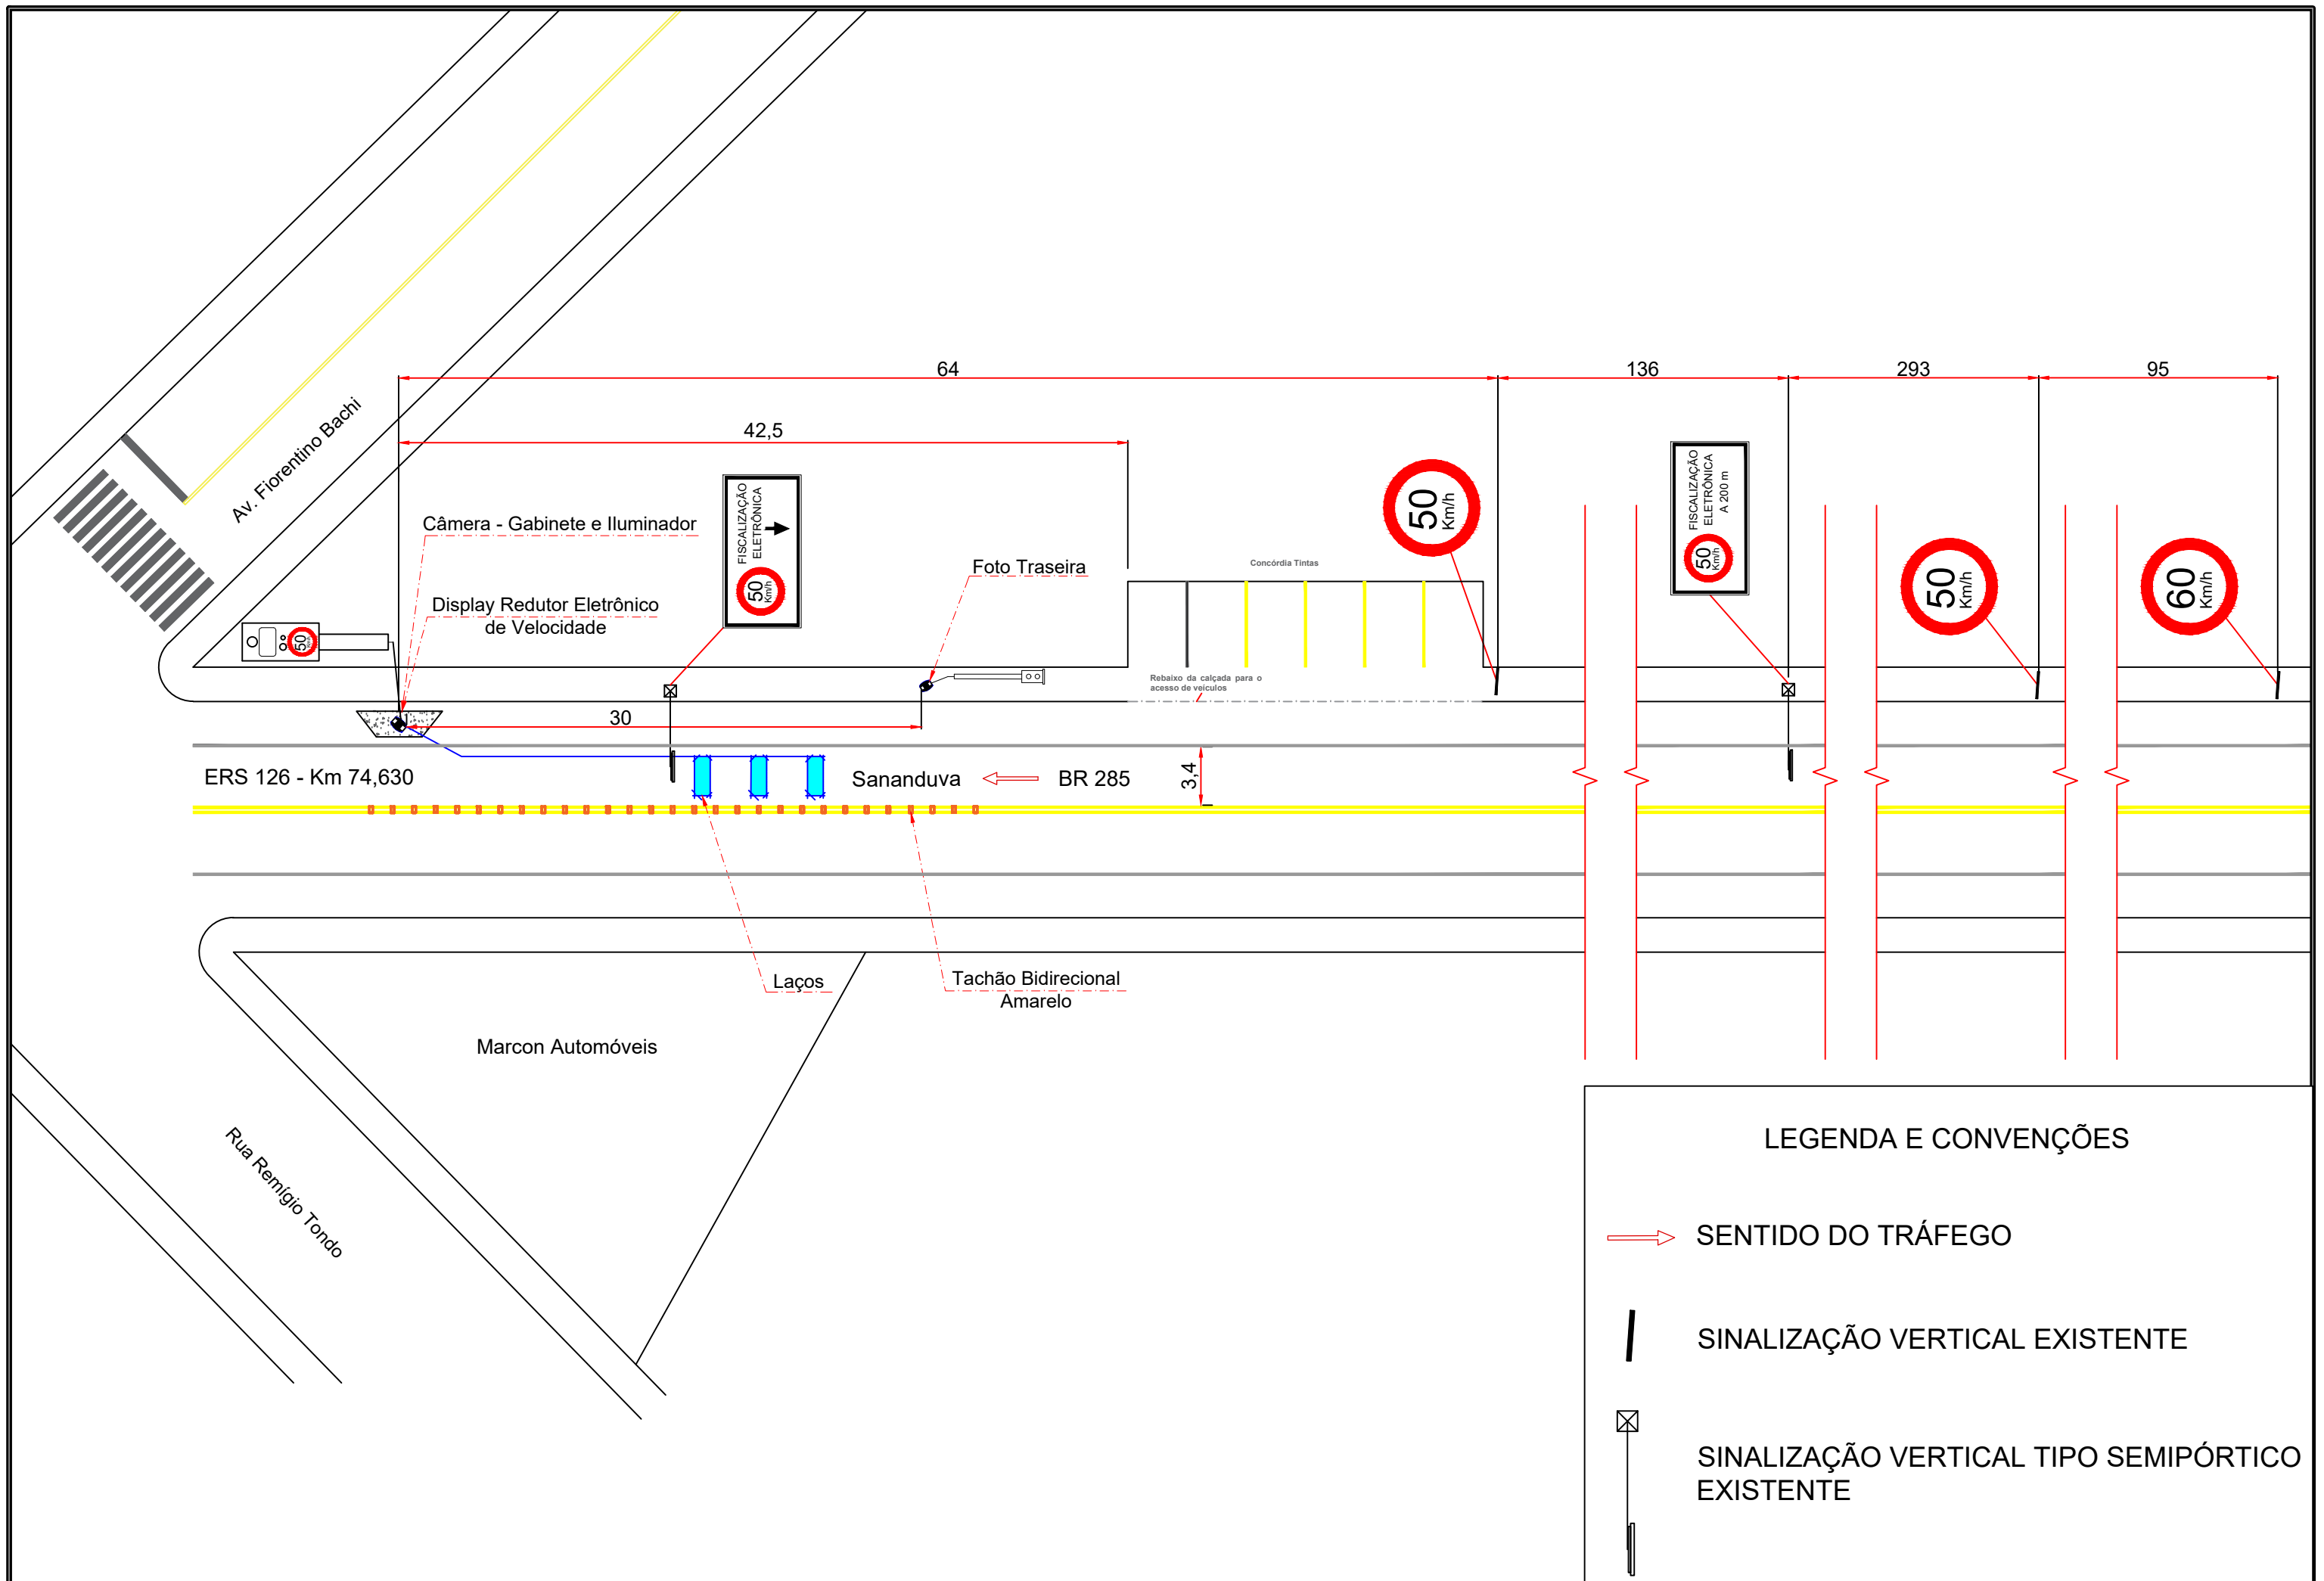 64
136
293
95
42,5
Av. Fiorentino Bachi
Câmera - Gabinete e Iluminador
FISCALIZAÇÃO
ELETRÔNICA
50
Km/h
50
Km/h
FISCALIZAÇÃO
ELETRÔNICA
A 200 m
50
Km/h
50
Km/h
60
Km/h
Foto Traseira
Concórdia Tintas
Display Redutor Eletrônico
de Velocidade
50
Rebaixo da calçada para o
acesso de veículos
30
ERS 126 - Km 74,630
Sananduva
BR 285
3,4
Laços
Tachão Bidirecional
Amarelo
Marcon Automóveis
Rua Remígio Tondo
LEGENDA E CONVENÇÕES
SENTIDO DO TRÁFEGO
SINALIZAÇÃO VERTICAL EXISTENTE
SINALIZAÇÃO VERTICAL TIPO SEMIPÓRTICO
EXISTENTE